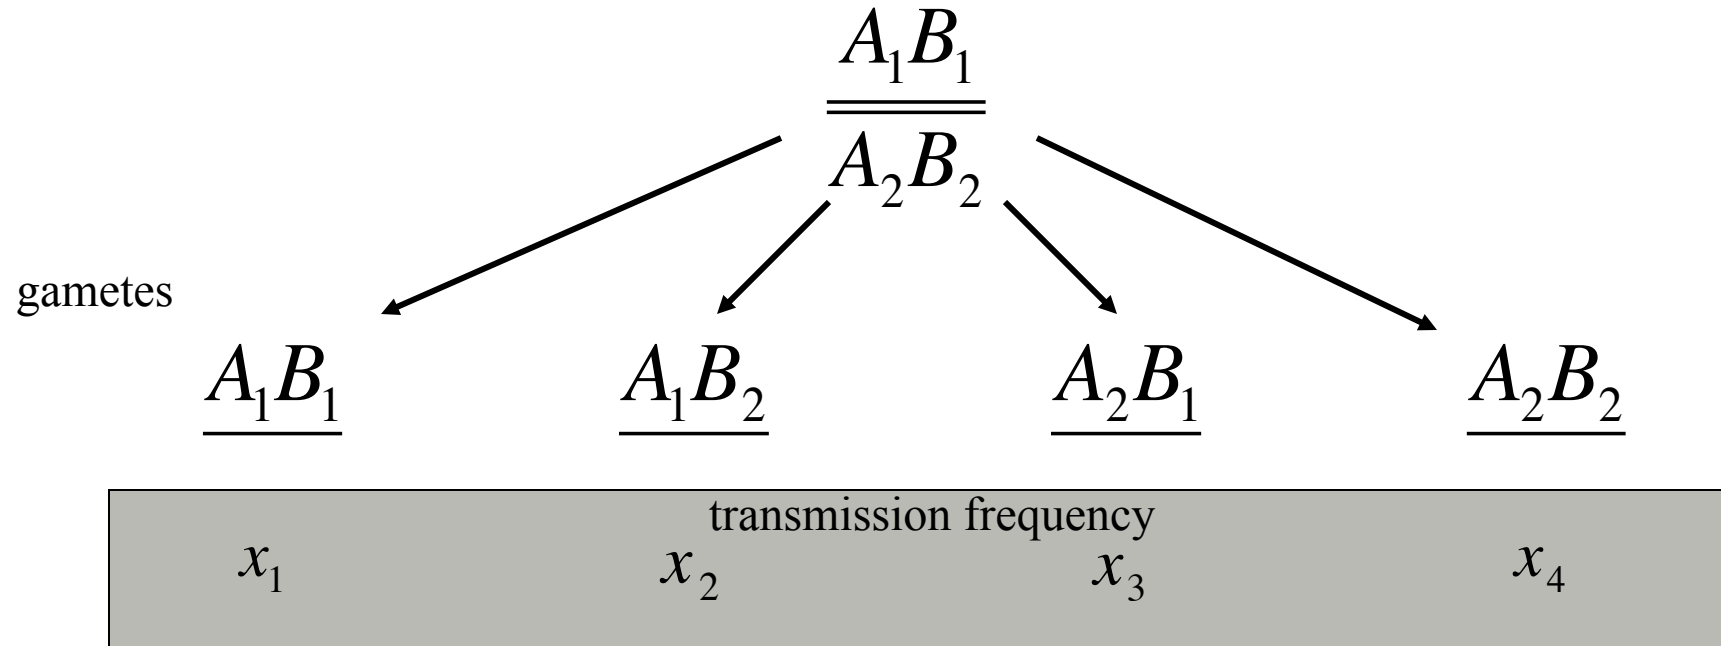 A₁B₁
A₂B₂
gametes
A₁B₁ A₁B₂ A₂B₁ A₂B₂
transmission frequency
x₁ x₂ x₃ x₄